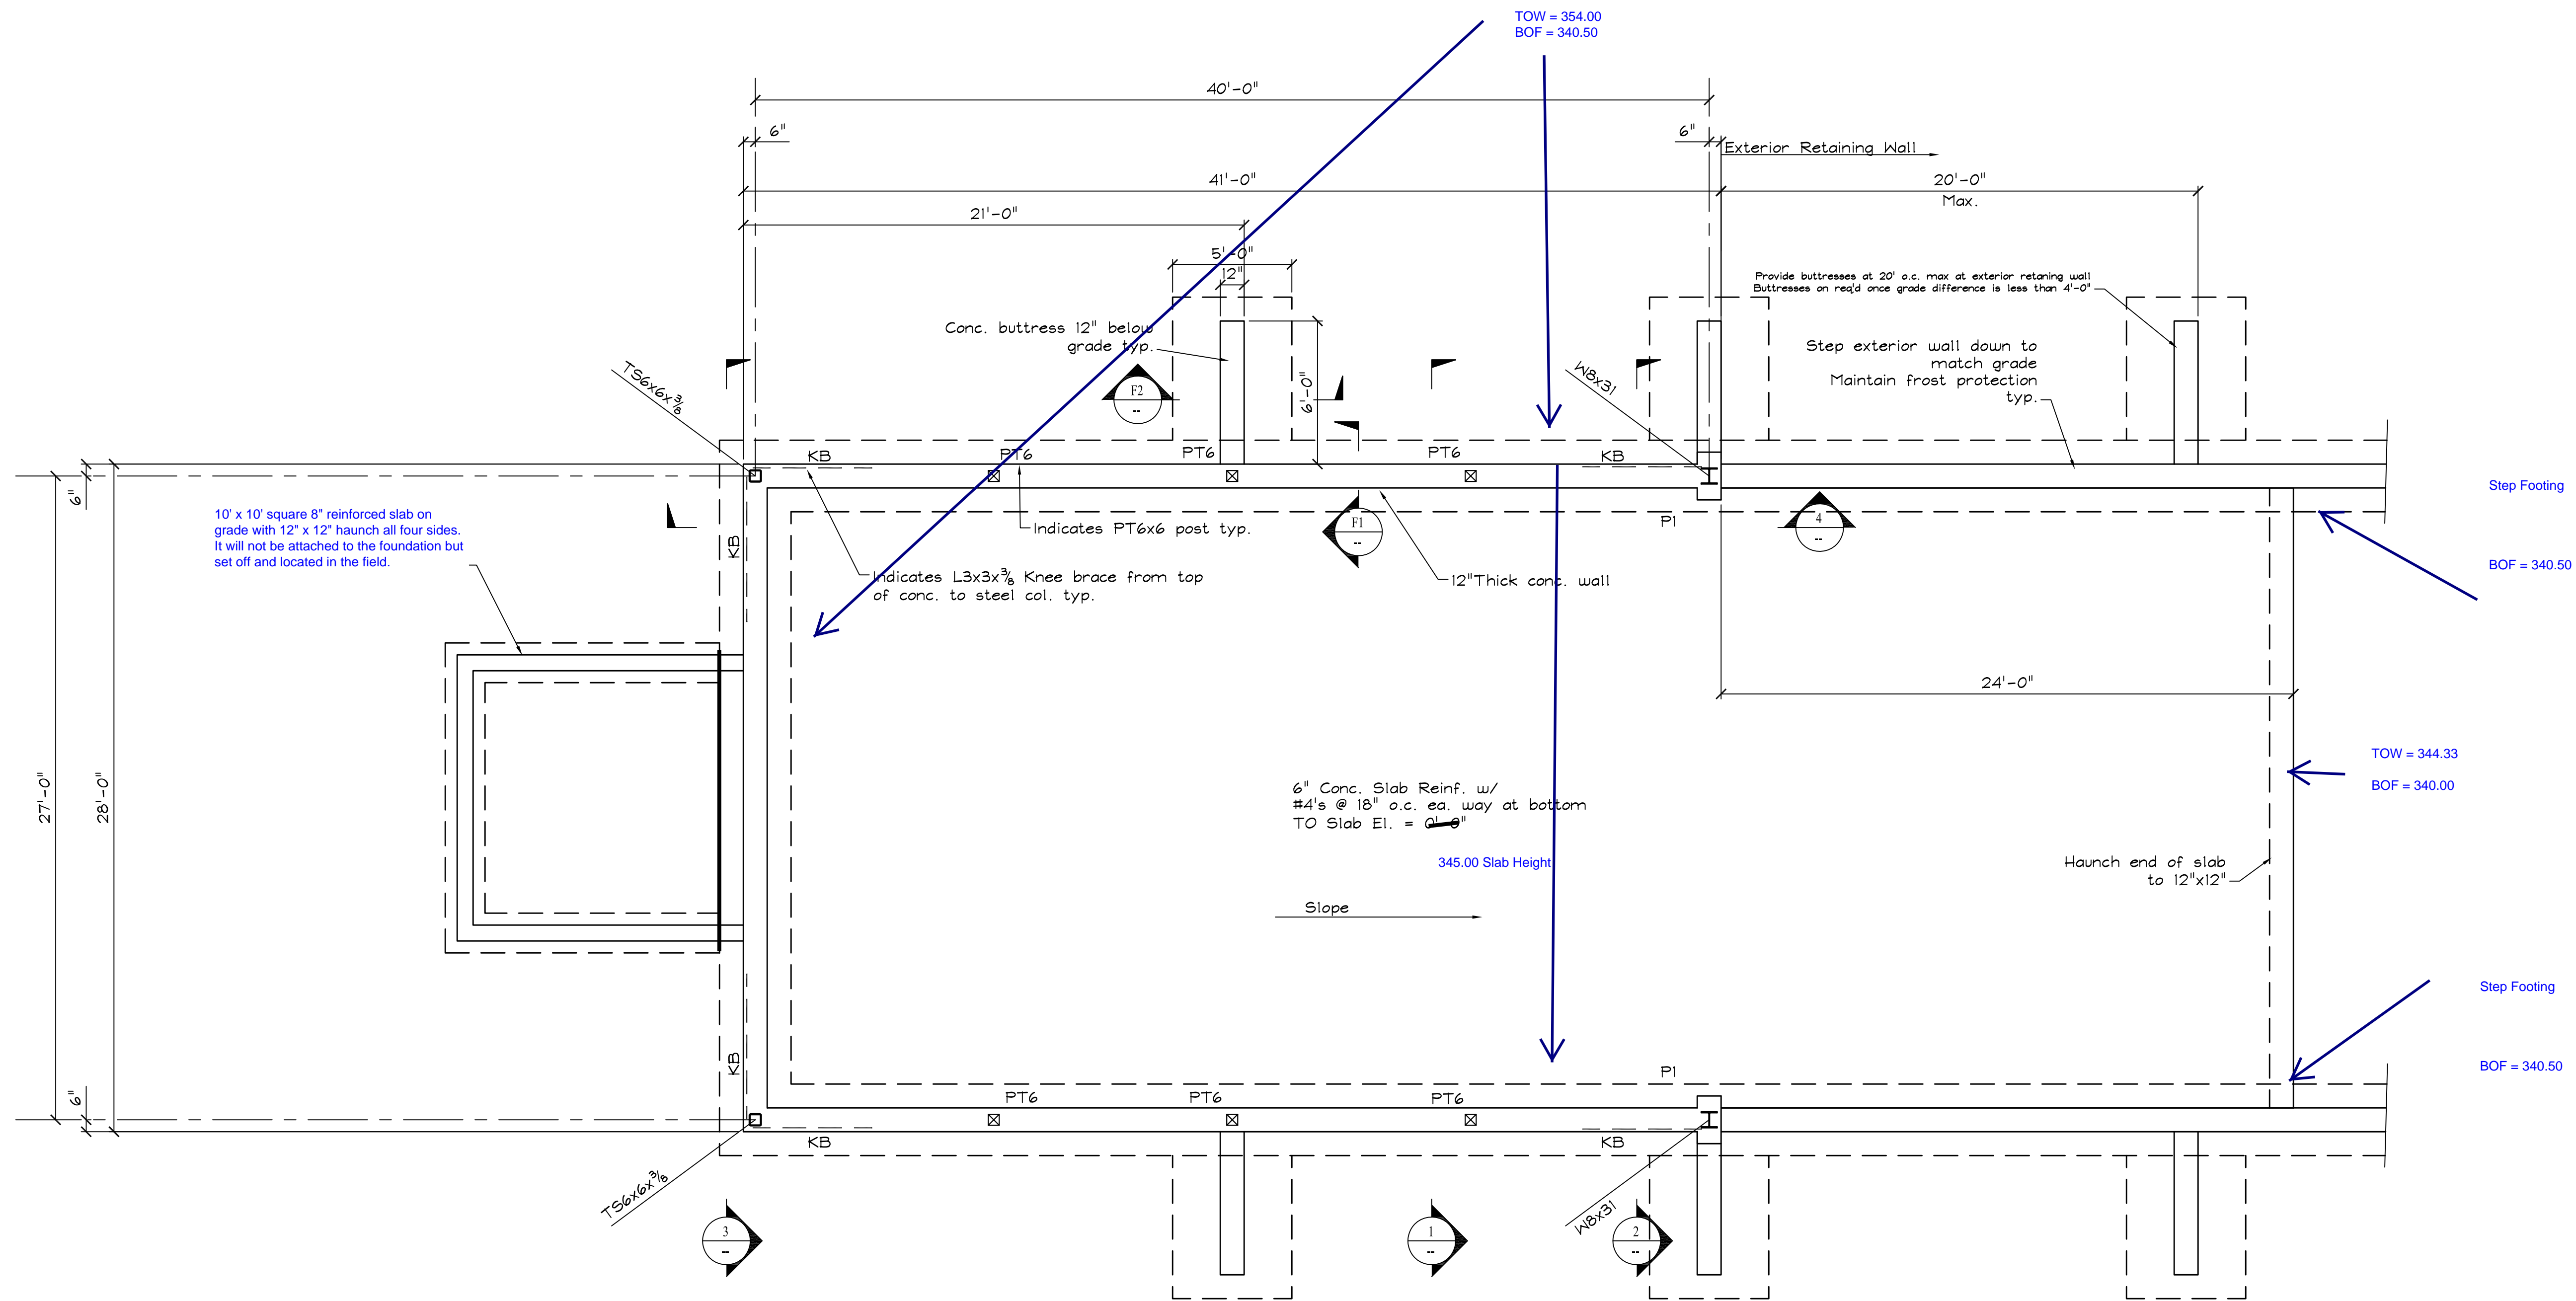 TOW = 354.00
BOF = 340.50
40'-0"
6"
6"
Exterior Retaining Wall
41'-0"
20'-0"
Max.
21'-0"
5'-0"
12"
Provide buttresses at 20' o.c. max at exterior retaning wall
Buttresses on req'd once grade difference is less than 4'-0"
Conc. buttress 12" below
grade typ.
Step exterior wall down to
match grade
Maintain frost protection
typ.
TS6x6x3/8
F2
--
6'-0"
W8x31
KB
PT6
PT6
PT6
KB
6"
Step Footing
10' x 10' square 8" reinforced slab on
grade with 12" x 12" haunch all four sides.
It will not be attached to the foundation but
set off and located in the field.
KB
Indicates PT6x6 post typ.
F1
--
P1
4
--
BOF = 340.50
Indicates L3x3x3/8 Knee brace from top
of conc. to steel col. typ.
12"Thick conc. wall
24'-0"
27'-0"
28'-0"
TOW = 344.33
BOF = 340.00
6" Conc. Slab Reinf. w/
#4's @ 18" o.c. ea. way at bottom
TO Slab El. = 0'-0"
345.00 Slab Height
Haunch end of slab
to 12"x12"
Slope
Step Footing
KB
P1
BOF = 340.50
6"
PT6
PT6
PT6
KB
KB
TS6x6x3/8
W8x31
3
--
1
--
2
--